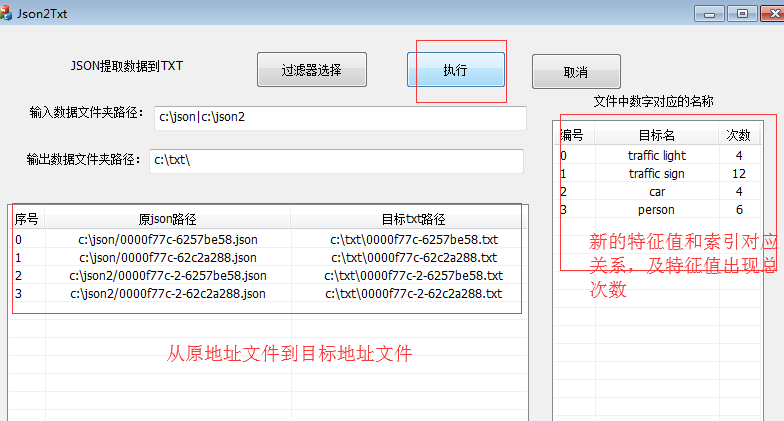 Json2Txt
JSON提取数据到TXT
过滤器选择
执行
取消
输入数据文件夹路径：
c:\json|c:\json2
输出数据文件夹路径：
c:\txt\
文件中数字对应的名称
编号 目标名 次数
0 traffic light 4
1 traffic sign 12
2 car 4
3 person 6
新的特征值和索引对应
关系，及特征值出现总
次数
序号 原json路径 目标txt路径
0 c:\json/0000f77c-6257be58.json c:\txt\0000f77c-6257be58.txt
1 c:\json/0000f77c-62c2a288.json c:\txt\0000f77c-62c2a288.txt
2 c:\json2/0000f77c-2-6257be58.json c:\txt\0000f77c-2-6257be58.txt
3 c:\json2/0000f77c-2-62c2a288.json c:\txt\0000f77c-2-62c2a288.txt
从原地址文件到目标地址文件